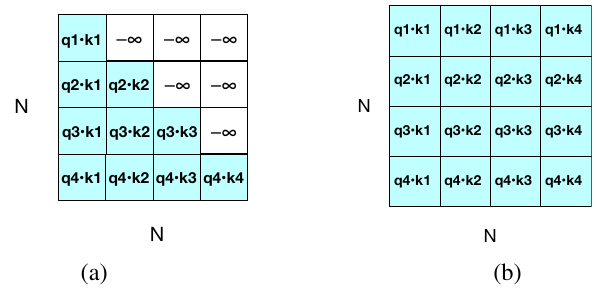 q1•k1 −∞ −∞ −∞
q2•k1 q2•k2 −∞ −∞
N
q3•k1 q3•k2 q3•k3 −∞
q4•k1 q4•k2 q4•k3 q4•k4
N
(a)
q1•k1 q1•k2 q1•k3 q1•k4
q2•k1 q2•k2 q2•k3 q2•k4
N
q3•k1 q3•k2 q3•k3 q3•k4
q4•k1 q4•k2 q4•k3 q4•k4
N
(b)